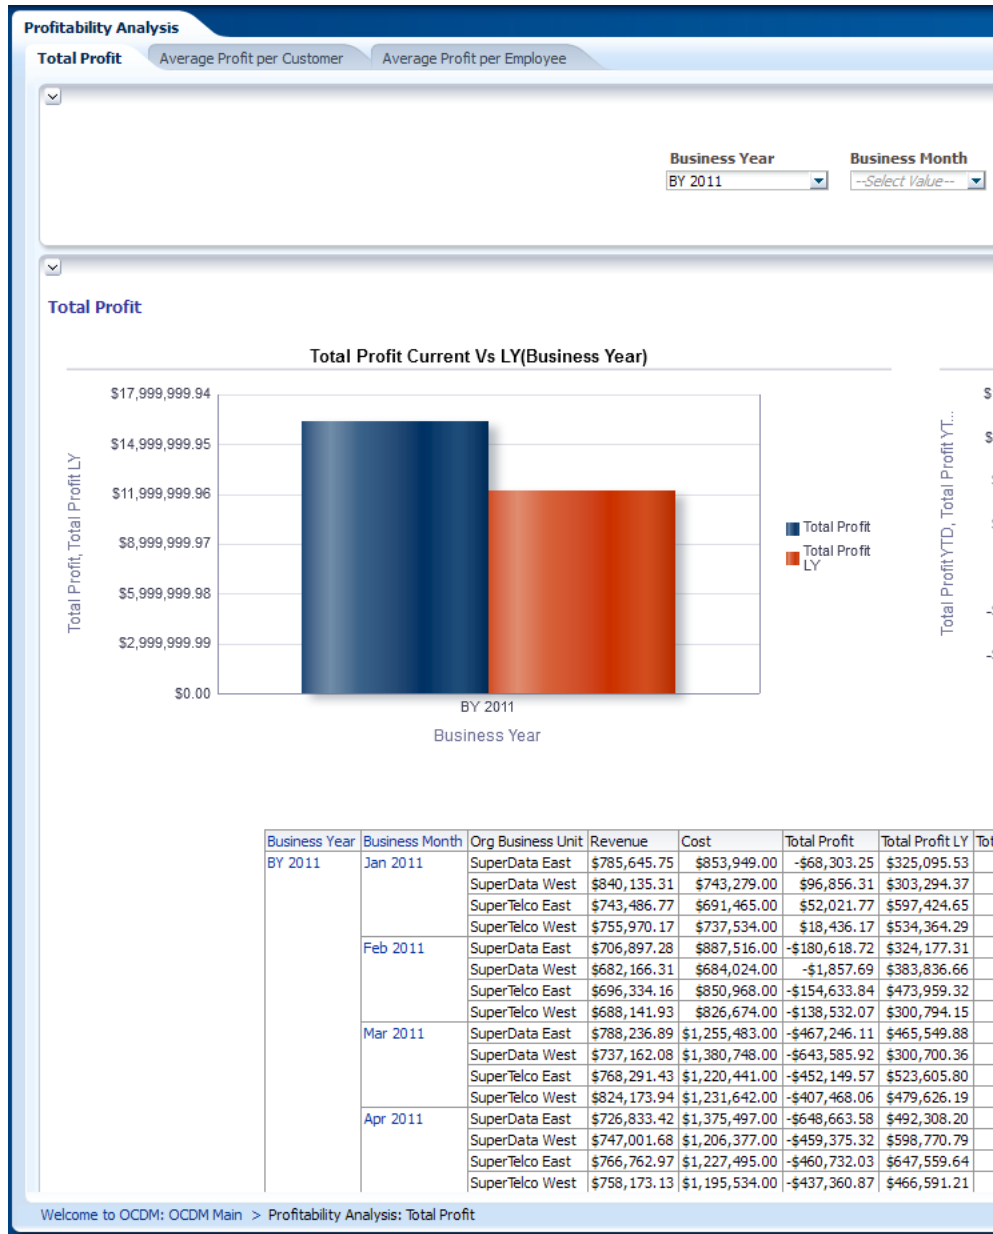 Profitability Analysis
Total Profit Average Profit per Customer Average Profit per Employee
Business Year Business Month
BY 2011 --Select Value--
Total Profit
Total Profit Current Vs LY(Business Year)
Total Profit, Total Profit LY
$17,999,999.94
$14,999,999.95
$11,999,999.96
$8,999,999.97
$5,999,999.98
$2,999,999.99
$0.00
BY 2011
Business Year
Total Profit
Total Profit
LY
Total Profit YTD, Total Profit YT...
$
$
Business Year Business Month Org Business Unit Revenue Cost Total Profit Total Profit LY Tot
BY 2011 Jan 2011 SuperData East $785,645.75 $853,949.00 -$68,303.25 $325,095.53
SuperData West $840,135.31 $743,279.00 $96,856.31 $303,294.37
SuperTelco East $743,486.77 $691,465.00 $52,021.77 $597,424.65
SuperTelco West $755,970.17 $737,534.00 $18,436.17 $534,364.29
Feb 2011 SuperData East $706,897.28 $887,516.00 -$180,618.72 $324,177.31
SuperData West $682,166.31 $684,024.00 -$1,857.69 $383,836.66
SuperTelco East $696,334.16 $850,968.00 -$154,633.84 $473,959.32
SuperTelco West $688,141.93 $826,674.00 -$138,532.07 $300,794.15
Mar 2011 SuperData East $788,236.89 $1,255,483.00 -$467,246.11 $465,549.88
SuperData West $737,162.08 $1,380,748.00 -$643,585.92 $300,700.36
SuperTelco East $768,291.43 $1,220,441.00 -$452,149.57 $523,605.80
SuperTelco West $824,173.94 $1,231,642.00 -$407,468.06 $479,626.19
Apr 2011 SuperData East $726,833.42 $1,375,497.00 -$648,663.58 $492,308.20
SuperData West $747,001.68 $1,206,377.00 -$459,375.32 $598,770.79
SuperTelco East $766,762.97 $1,227,495.00 -$460,732.03 $647,559.64
SuperTelco West $758,173.13 $1,195,534.00 -$437,360.87 $466,591.21
Welcome to OCDM: OCDM Main > Profitability Analysis: Total Profit